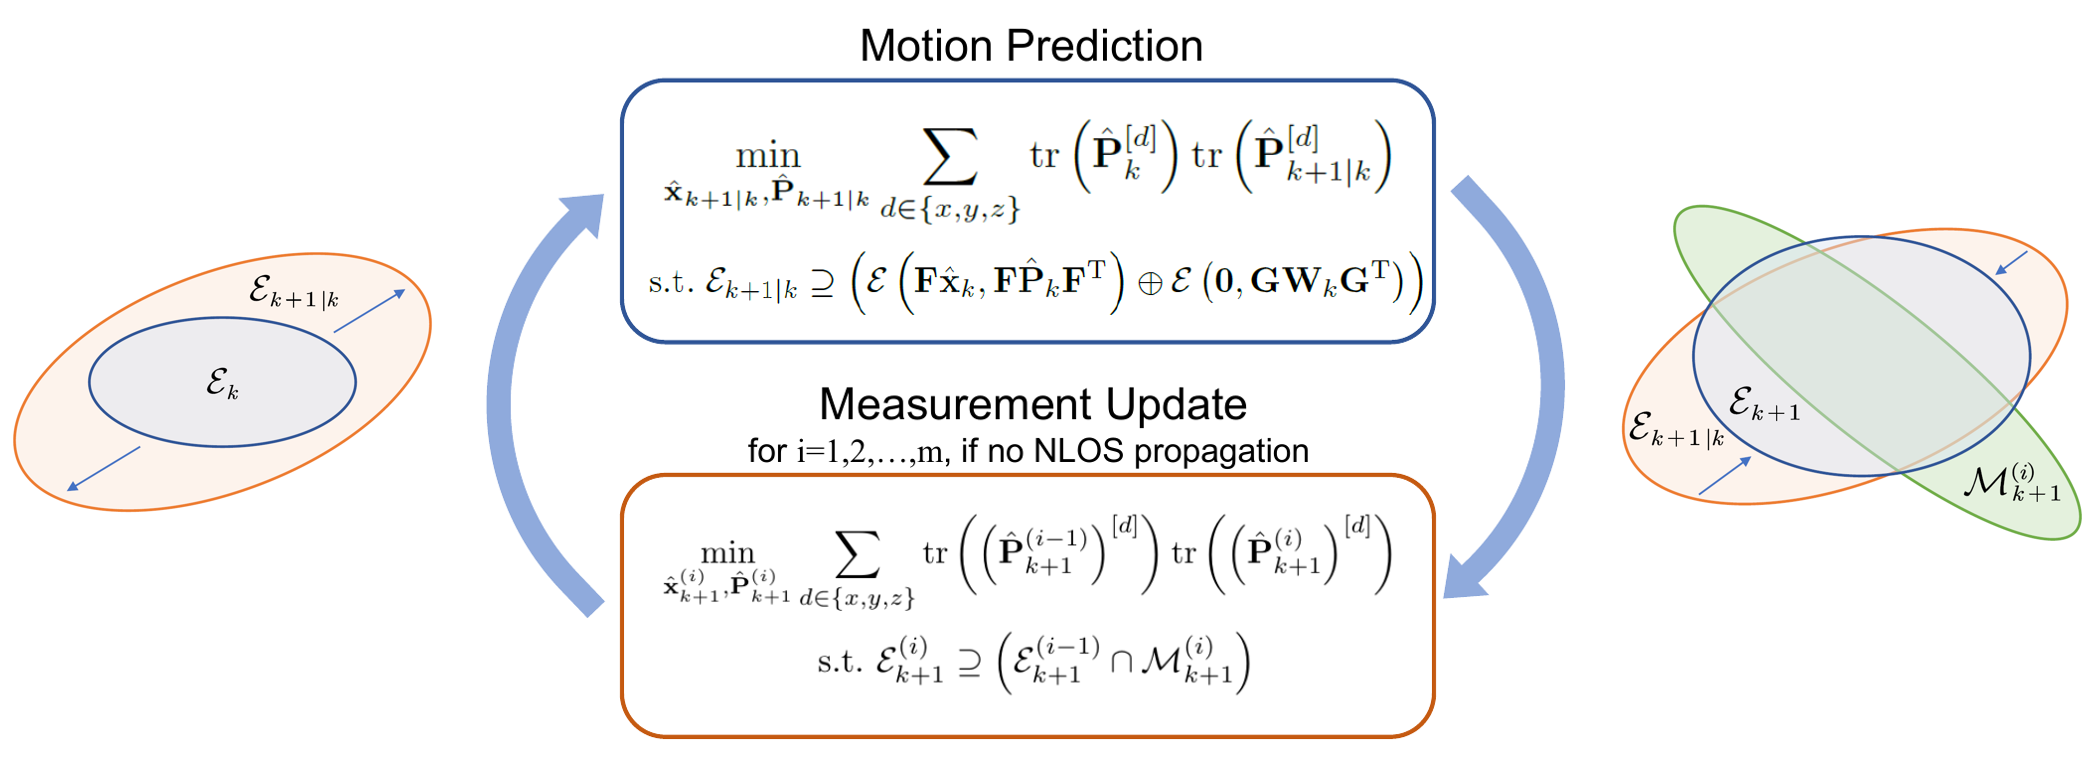 Motion Prediction
$\min_{\hat{\mathbf{x}}_{k+1|k}, \hat{\mathbf{P}}_{k+1|k}} \sum_{d \in \{x,y,z\}} \operatorname{tr}\left(\hat{\mathbf{P}}_{k}^{[d]}\right) \operatorname{tr}\left(\hat{\mathbf{P}}_{k+1|k}^{[d]}\right)$
$\text{s.t. } \mathcal{E}_{k+1|k} \supseteq \left(\mathcal{E}\left(\mathbf{F}\hat{\mathbf{x}}_k, \mathbf{F}\hat{\mathbf{P}}_k\mathbf{F}^{\mathrm{T}}\right) \oplus \mathcal{E}\left(\mathbf{0}, \mathbf{G}\mathbf{W}_k\mathbf{G}^{\mathrm{T}}\right)\right)$
$\mathcal{E}_{k+1|k}$
$\mathcal{E}_k$
Measurement Update
for i=1,2,…,m, if no NLOS propagation
$\min_{\hat{\mathbf{x}}_{k+1}^{(i)}, \hat{\mathbf{P}}_{k+1}^{(i)}} \sum_{d \in \{x,y,z\}} \operatorname{tr}\left(\left(\hat{\mathbf{P}}_{k+1}^{(i-1)}\right)^{[d]}\right) \operatorname{tr}\left(\left(\hat{\mathbf{P}}_{k+1}^{(i)}\right)^{[d]}\right)$
$\text{s.t. } \mathcal{E}_{k+1}^{(i)} \supseteq \left(\mathcal{E}_{k+1}^{(i-1)} \cap \mathcal{M}_{k+1}^{(i)}\right)$
$\mathcal{E}_{k+1}$
$\mathcal{E}_{k+1|k}$
$\mathcal{M}_{k+1}^{(i)}$